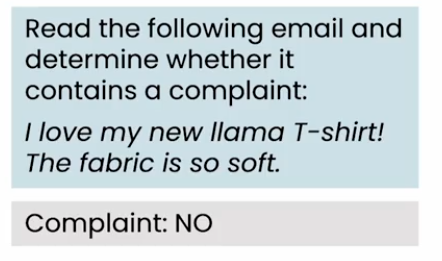 Read the following email and
determine whether it
contains a complaint:
I love my new llama T-shirt!
The fabric is so soft.
Complaint: NO